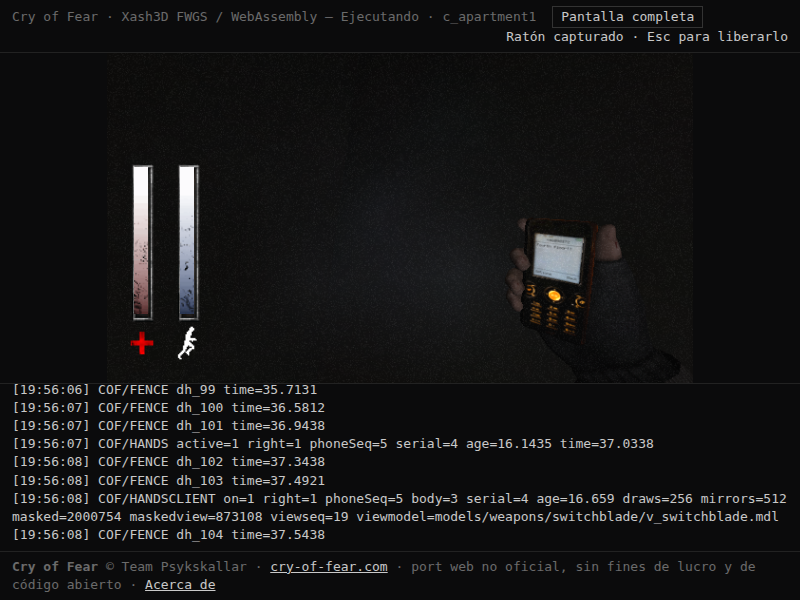 Cry of Fear · Xash3D FWGS / WebAssembly — Ejecutando · c_apartment1 Pantalla completa
Ratón capturado · Esc para liberarlo
[19:56:06] COF/FENCE dh_99 time=35.7131
[19:56:07] COF/FENCE dh_100 time=36.5812
[19:56:07] COF/FENCE dh_101 time=36.9438
[19:56:07] COF/HANDS active=1 right=1 phoneSeq=5 serial=4 age=16.1435 time=37.0338
[19:56:08] COF/FENCE dh_102 time=37.3438
[19:56:08] COF/FENCE dh_103 time=37.4921
[19:56:08] COF/HANDSCLIENT on=1 right=1 phoneSeq=5 body=3 serial=4 age=16.659 draws=256 mirrors=512
masked=2000754 maskedview=873108 viewseq=19 viewmodel=models/weapons/switchblade/v_switchblade.mdl
[19:56:08] COF/FENCE dh_104 time=37.5438
Cry of Fear © Team Psykskallar · cry-of-fear.com · port web no oficial, sin fines de lucro y de
código abierto · Acerca de